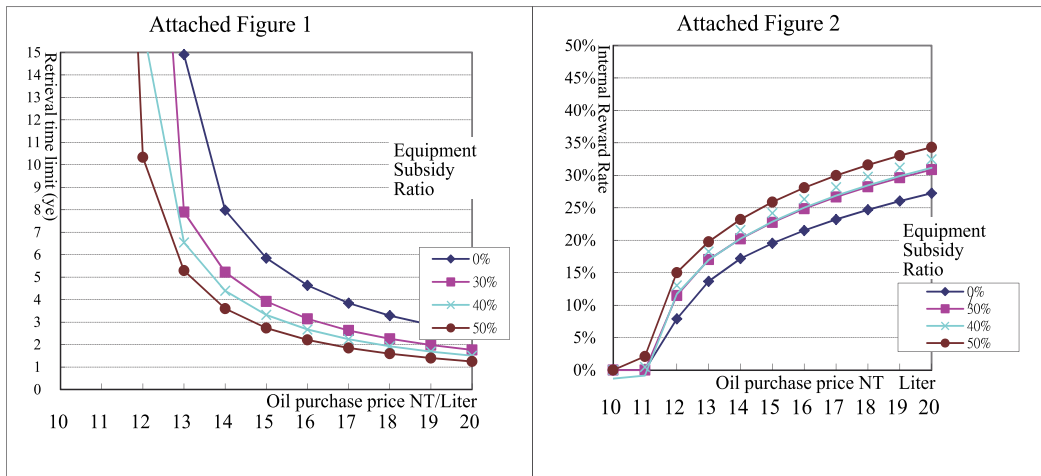 Attached Figure 1
15
14
13
12
11
10
9
8
7
6
5
4
3
2
1
0
Retrieval time limit (ye)
Equipment
Subsidy
Ratio
0%
30%
40%
50%
Oil purchase price NT/Liter
10 11 12 13 14 15 16 17 18 19 20
Attached Figure 2
50%
45%
40%
35%
30%
25%
20%
15%
10%
5%
0%
Internal Reward Rate
Equipment
Subsidy
Ratio
0%
30%
40%
50%
Oil purchase price NT Liter
10 11 12 13 14 15 16 17 18 19 20